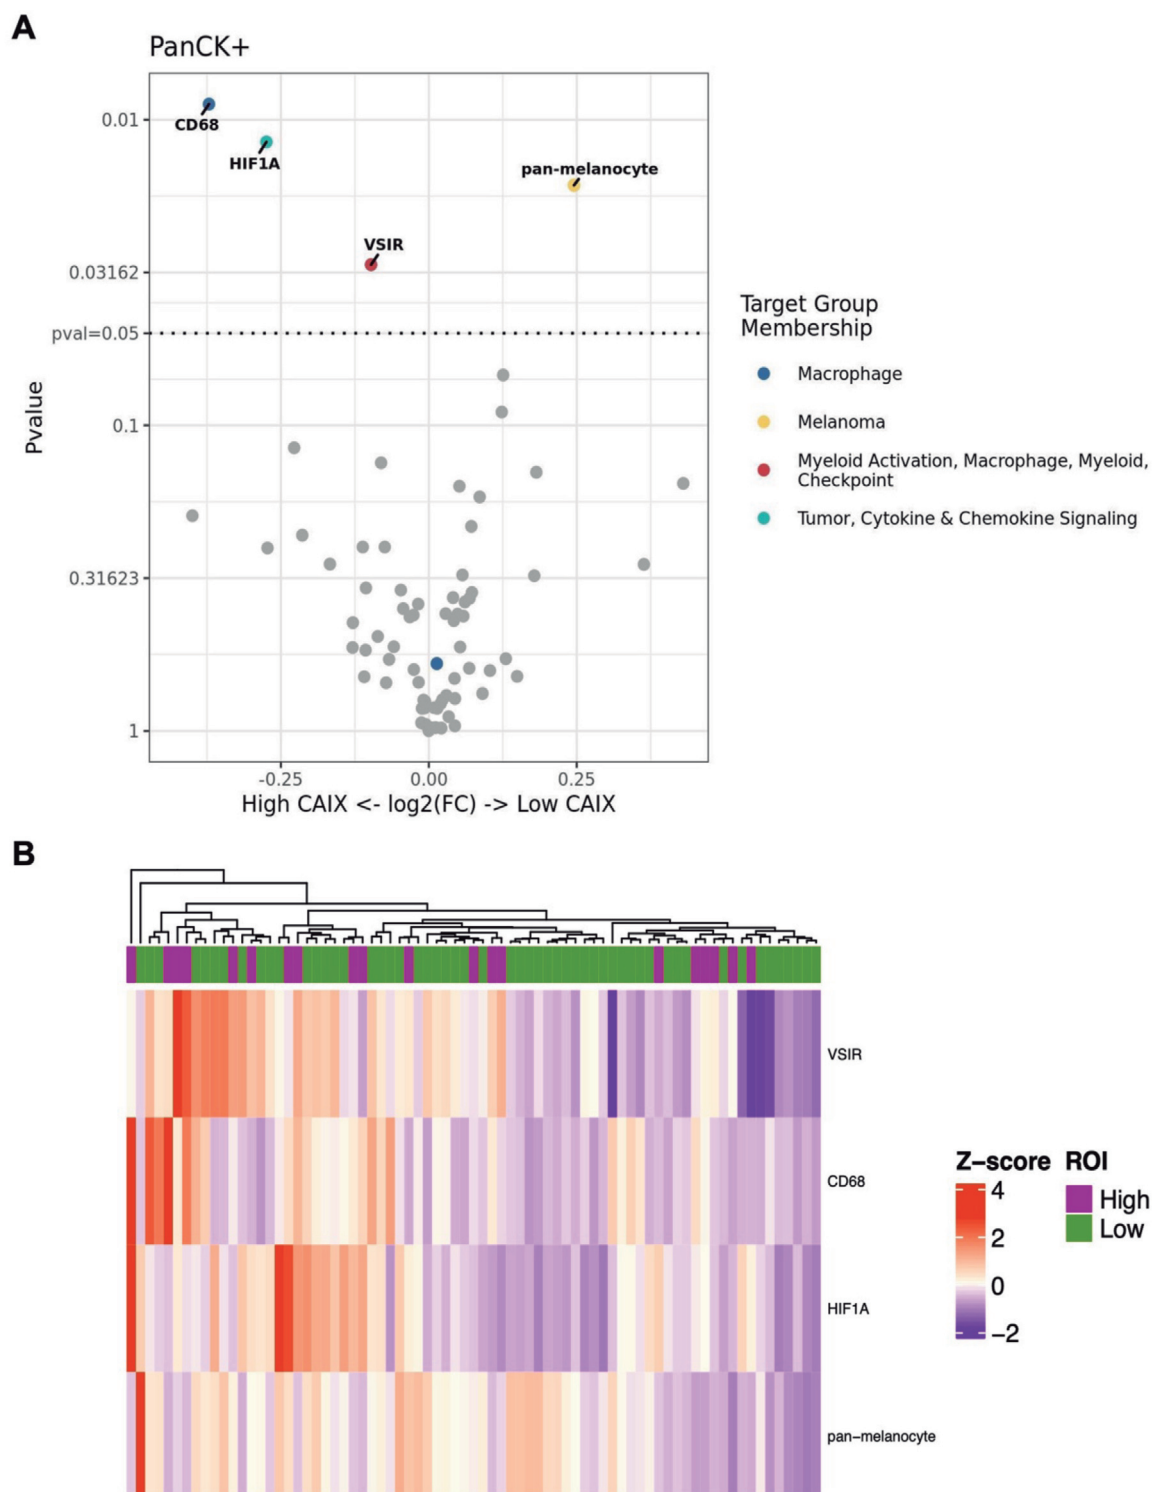 A
PanCK+
CD68
HIF1A
pan-melanocyte
VSIR
0.01
0.03162
pval=0.05
0.1
0.31623
1
Pvalue
-0.25
0.00
0.25
High CAIX <- log2(FC) -> Low CAIX
Target Group
Membership
Macrophage
Melanoma
Myeloid Activation, Macrophage, Myeloid,
Checkpoint
Tumor, Cytokine & Chemokine Signaling
B
VSIR
CD68
HIF1A
pan−melanocyte
Z−score
4
2
0
−2
ROI
High
Low